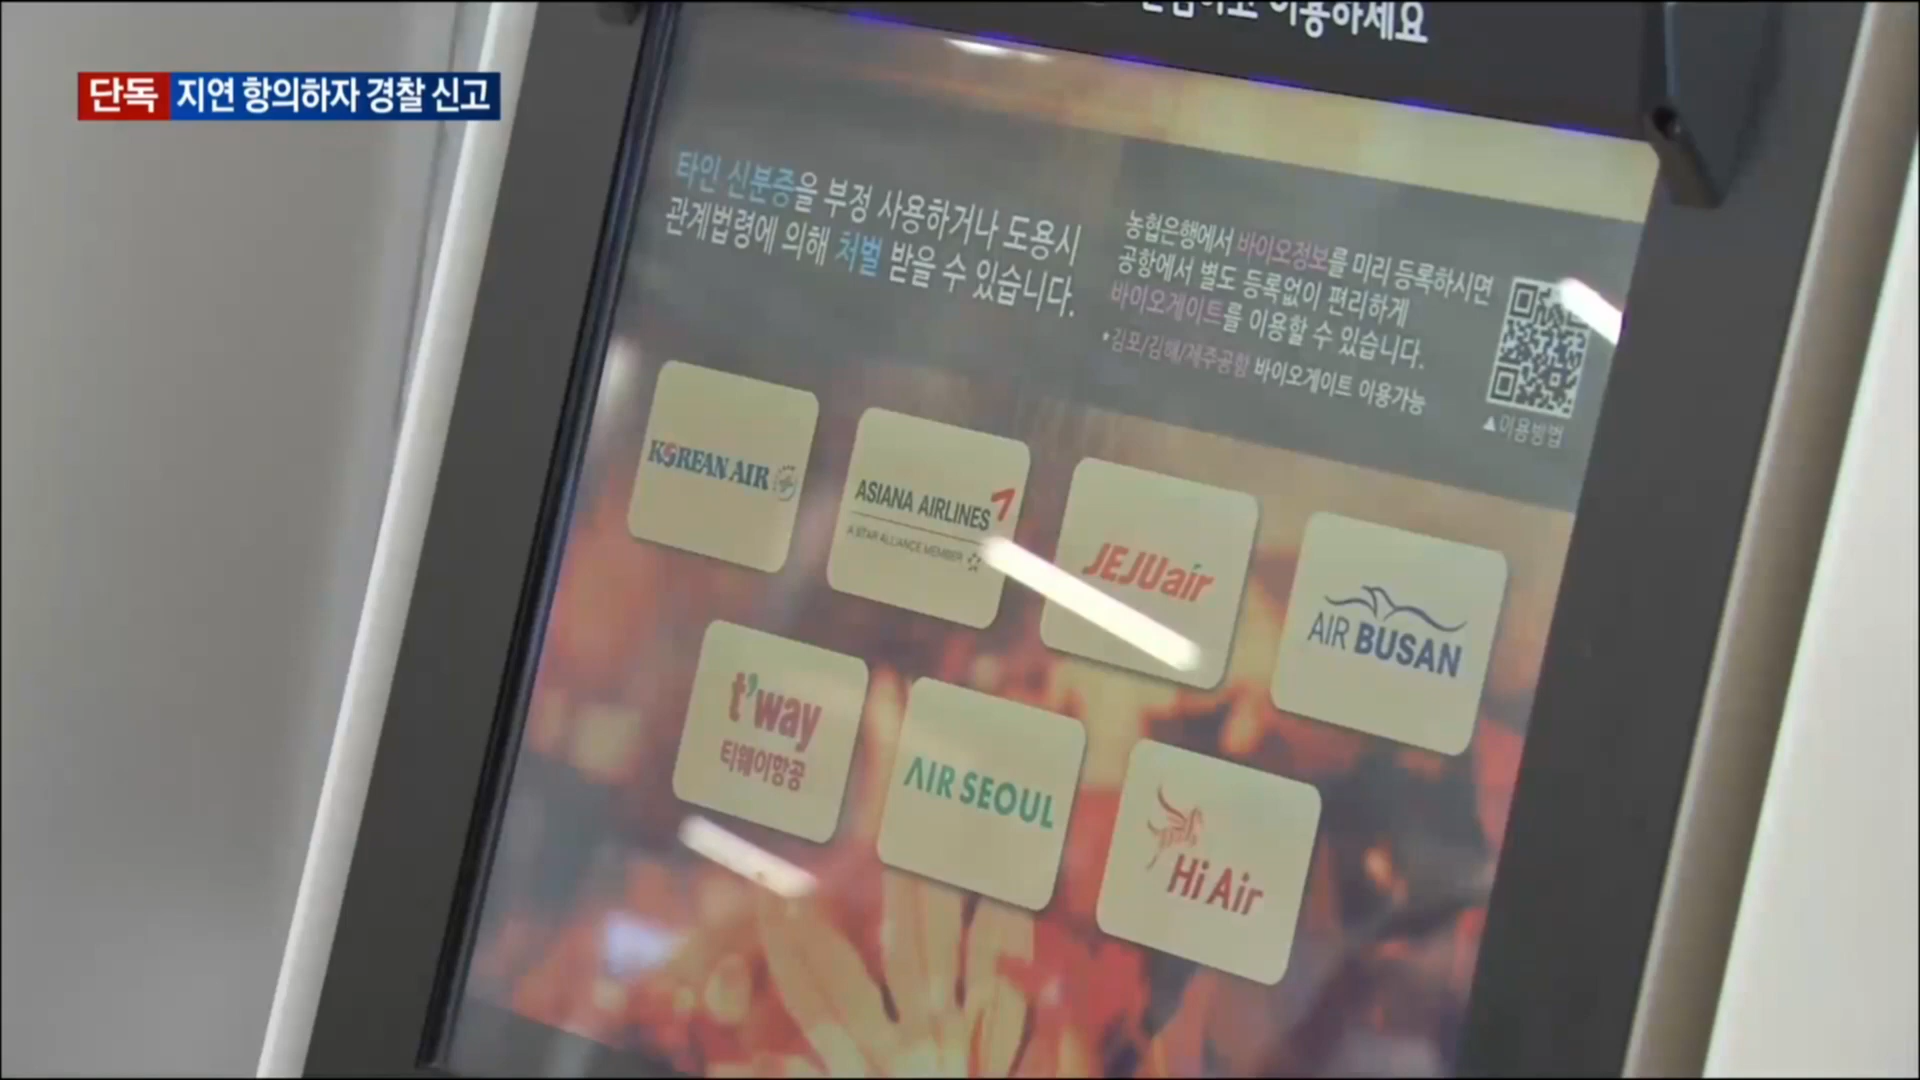 이용하세요
단독 지연 항의하자 경찰 신고
타인 신분증을 부정 사용하거나 도용시
관계법령에 의해 처벌 받을 수 있습니다.
농협은행에서 바이오정보를 미리 등록하시면
공항에서 별도 등록없이 편리하게
바이오게이트를 이용할 수 있습니다.
*김포/김해/제주공항 바이오게이트 이용가능
▲이용방법
KOREAN AIR
ASIANA AIRLINES
A STAR ALLIANCE MEMBER
JEJUair
AIR BUSAN
t'way
티웨이항공
AIR SEOUL
Hi Air